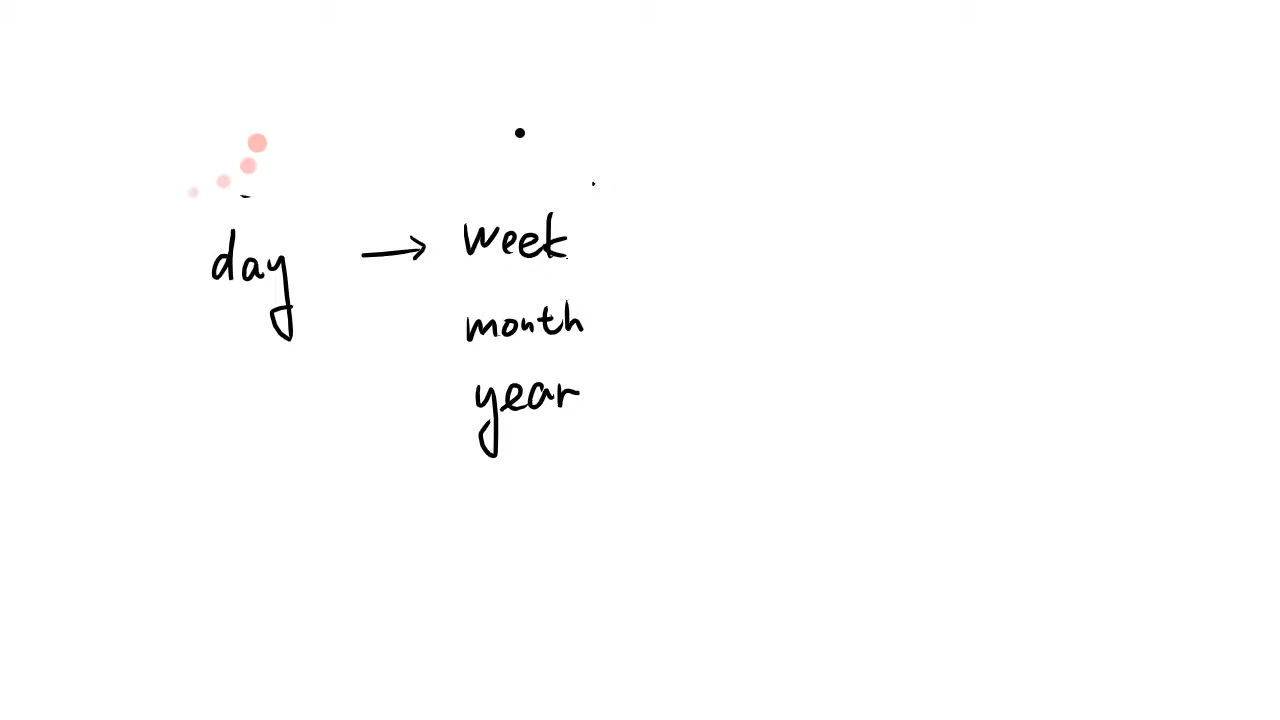 day → week
month
year